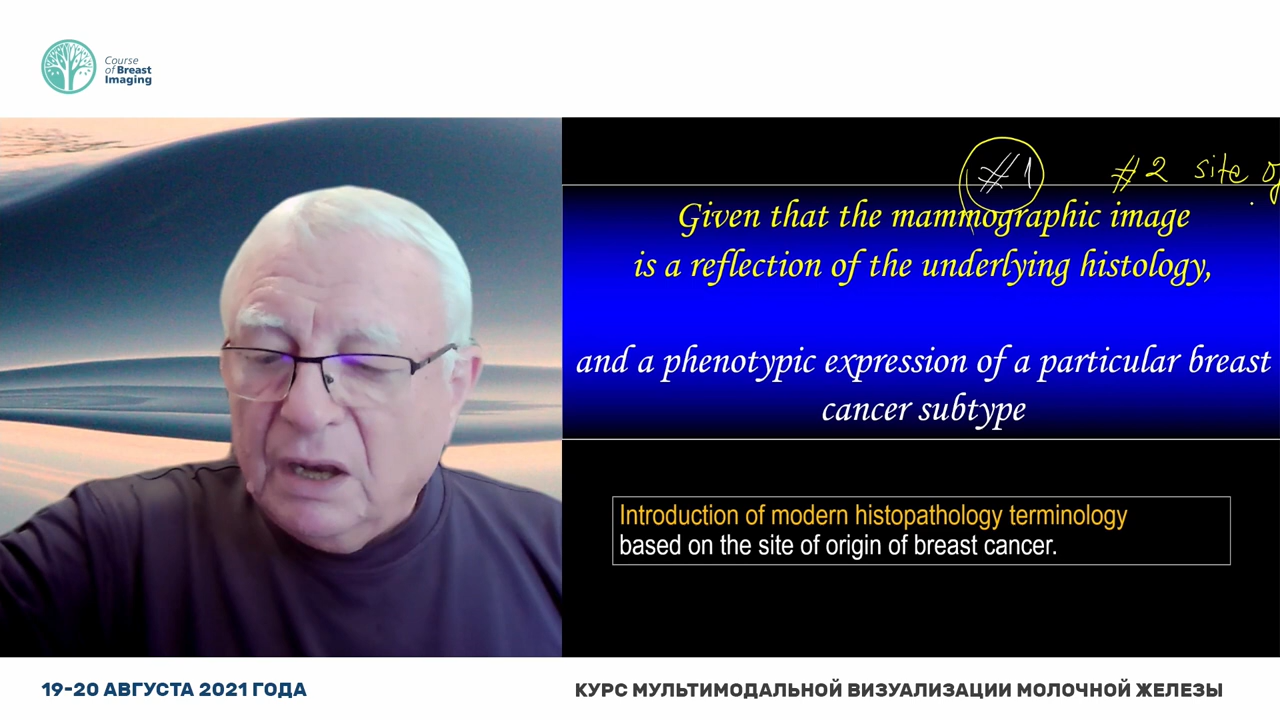 Course
of Breast
Imaging
#1 #2 site of
Given that the mammographic image
is a reflection of the underlying histology,
and a phenotypic expression of a particular breast
cancer subtype
Introduction of modern histopathology terminology
based on the site of origin of breast cancer.
19-20 АВГУСТА 2021 ГОДА
КУРС МУЛЬТИМОДАЛЬНОЙ ВИЗУАЛИЗАЦИИ МОЛОЧНОЙ ЖЕЛЕЗЫ